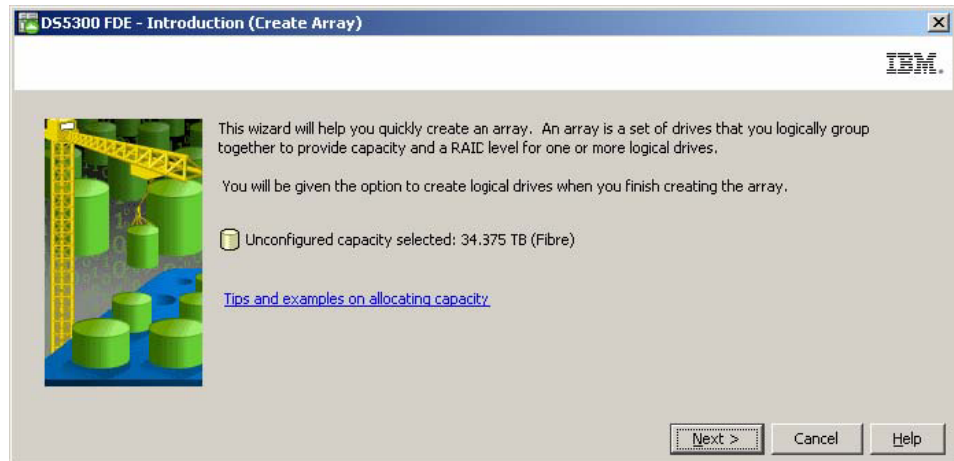 DS5300 FDE - Introduction (Create Array)
IBM.
This wizard will help you quickly create an array. An array is a set of drives that you logically group
together to provide capacity and a RAID level for one or more logical drives.
You will be given the option to create logical drives when you finish creating the array.
Unconfigured capacity selected: 34.375 TB (Fibre)
Tips and examples on allocating capacity
Next >
Cancel
Help